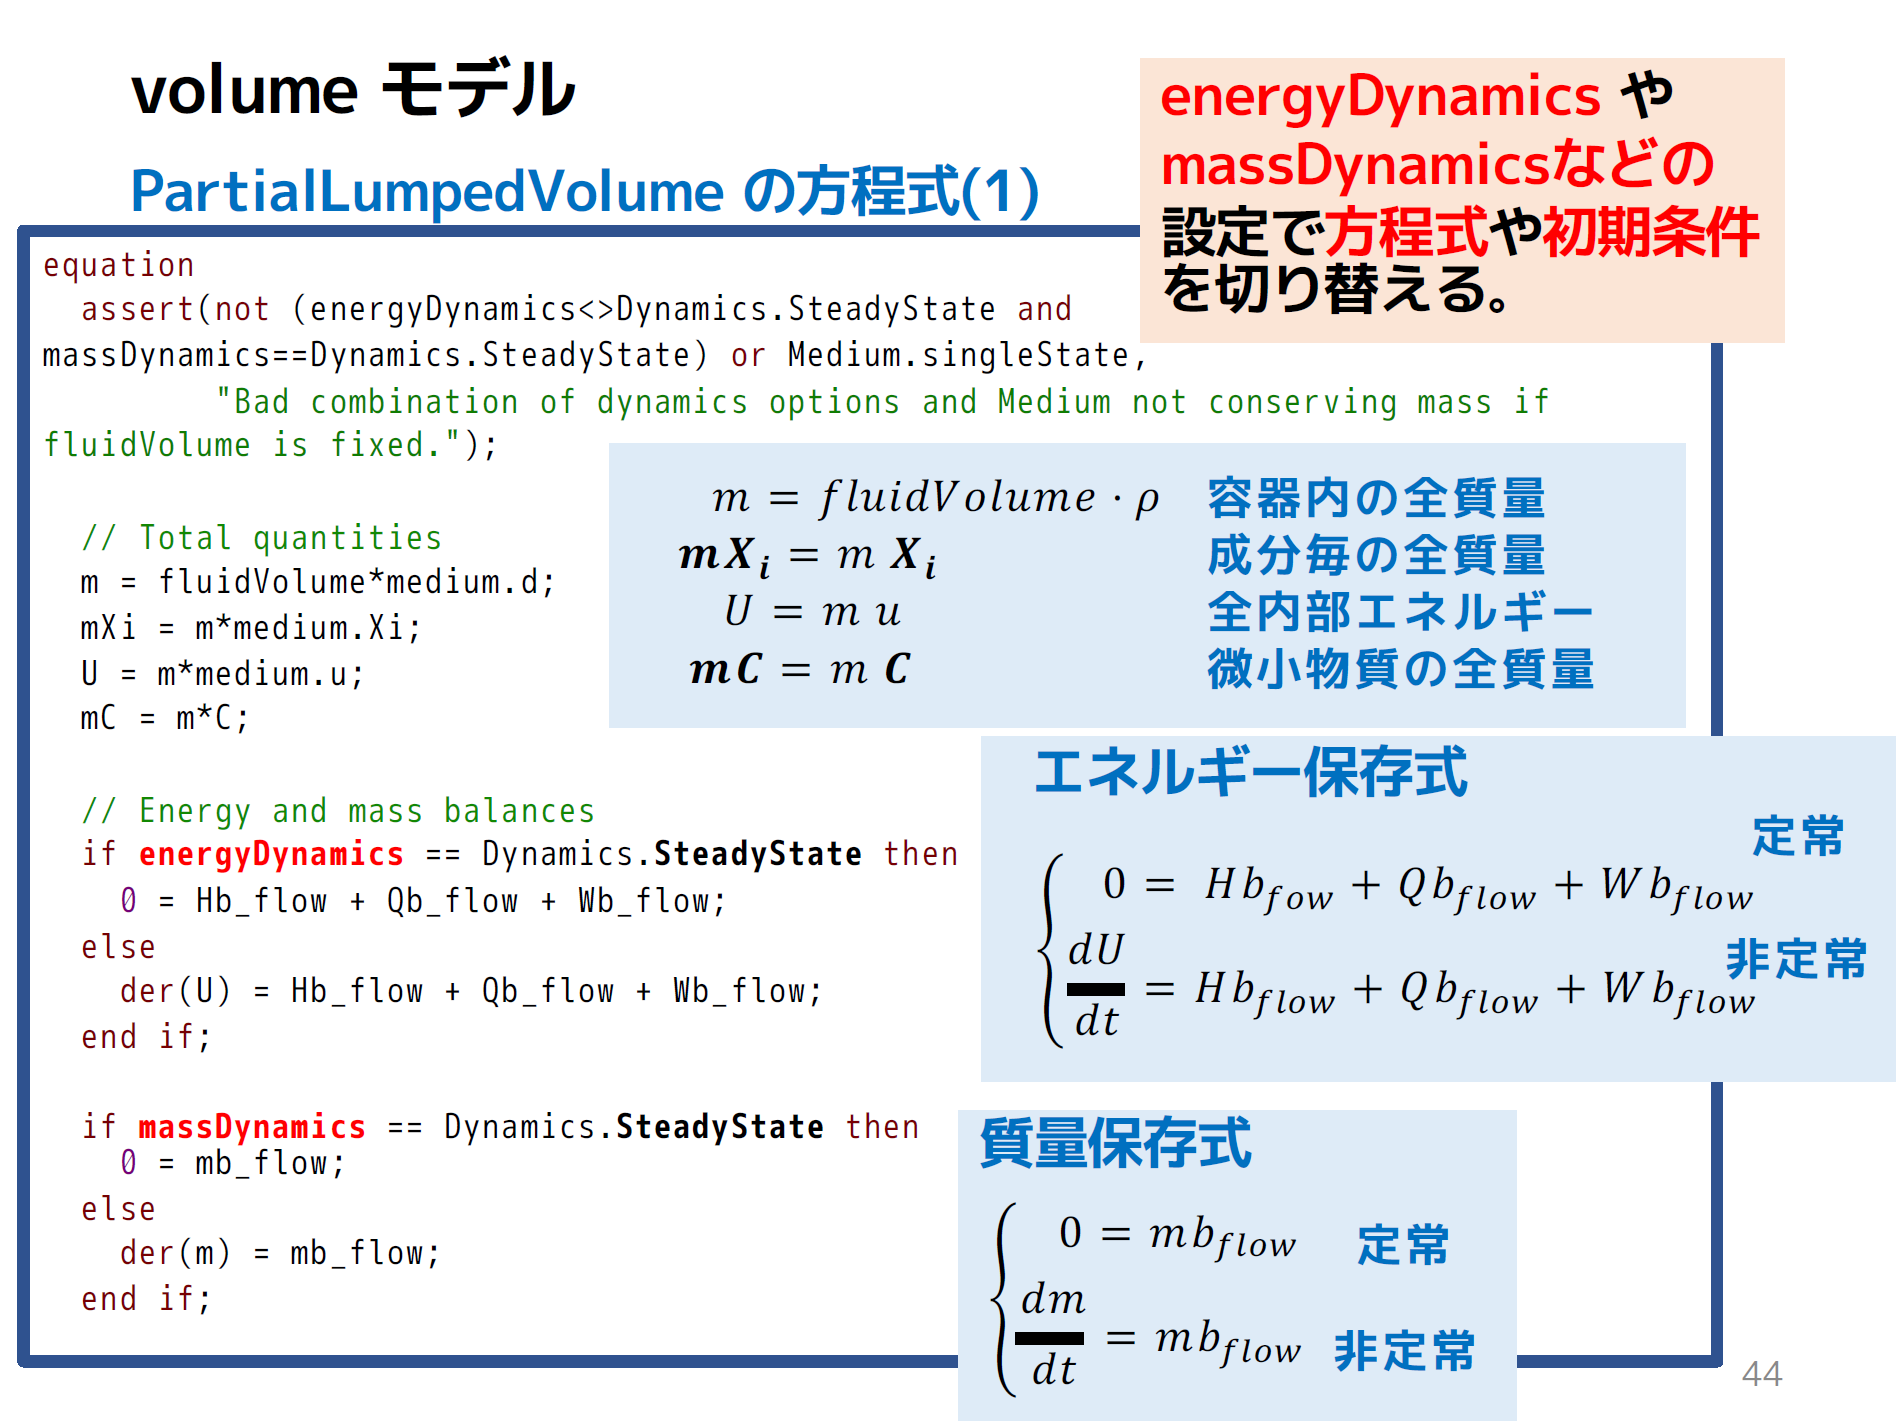 volume モデル
PartialLumpedVolume の方程式(1)
energyDynamics や
massDynamicsなどの
設定で方程式や初期条件
を切り替える。
equation
assert(not (energyDynamics<>Dynamics.SteadyState and
massDynamics==Dynamics.SteadyState) or Medium.singleState,
"Bad combination of dynamics options and Medium not conserving mass if
fluidVolume is fixed.");
// Total quantities
m = fluidVolume*medium.d;
mXi = m*medium.Xi;
U = m*medium.u;
mC = m*C;
m = fluidVolume · ρ 容器内の全質量
mX_i = m X_i 成分毎の全質量
U = m u 全内部エネルギー
mC = m C 微小物質の全質量
// Energy and mass balances
if energyDynamics == Dynamics.SteadyState then
0 = Hb_flow + Qb_flow + Wb_flow;
else
der(U) = Hb_flow + Qb_flow + Wb_flow;
end if;
エネルギー保存式
0 = Hb_fow + Qb_flow + Wb_flow 定常
dU/dt = Hb_flow + Qb_flow + Wb_flow 非定常
if massDynamics == Dynamics.SteadyState then
0 = mb_flow;
else
der(m) = mb_flow;
end if;
質量保存式
0 = mb_flow 定常
dm/dt = mb_flow 非定常
44